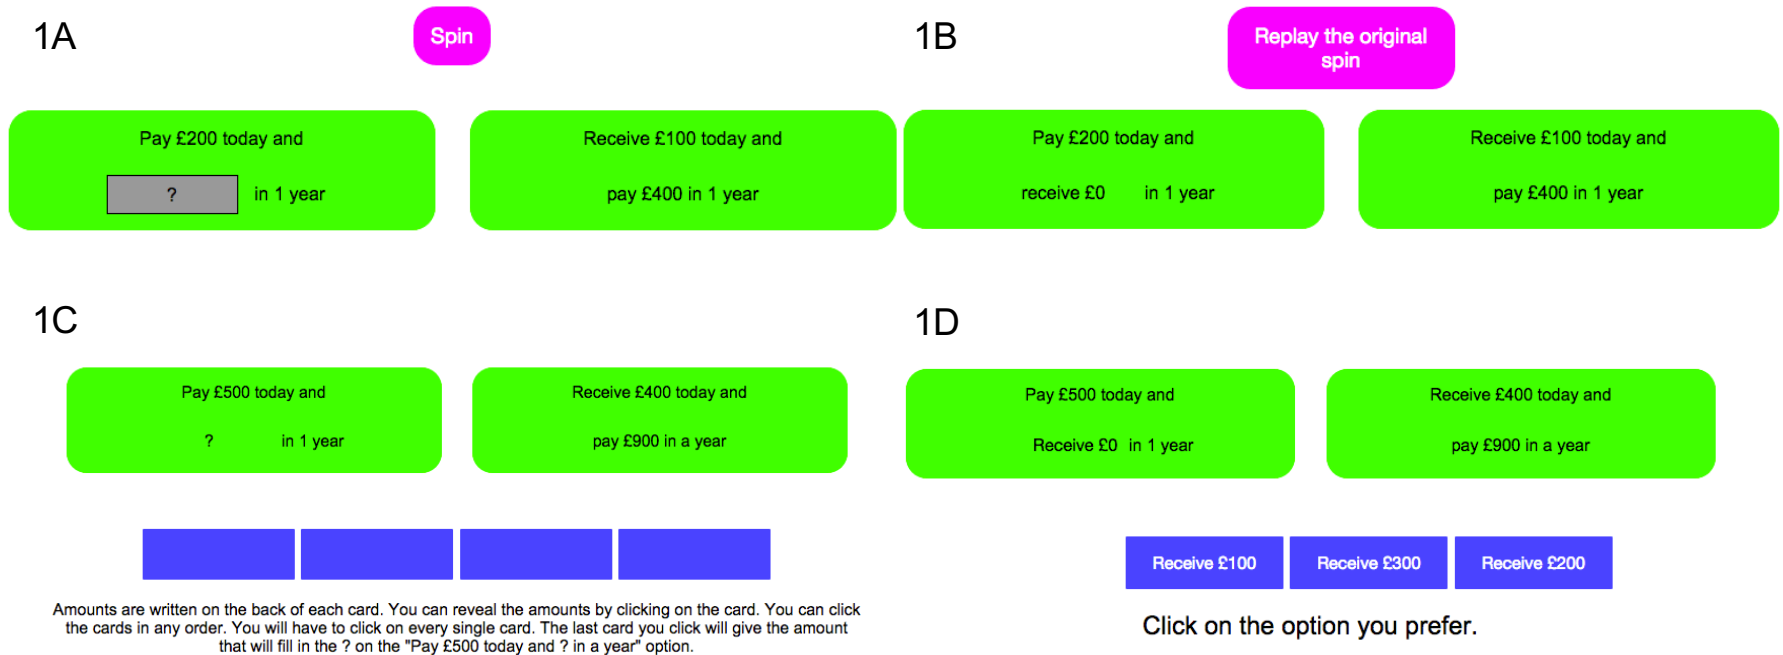 1A
Spin
Pay £200 today and
? in 1 year
Receive £100 today and
pay £400 in 1 year
1B
Replay the original
spin
Pay £200 today and
receive £0 in 1 year
Receive £100 today and
pay £400 in 1 year
1C
Pay £500 today and
? in 1 year
Receive £400 today and
pay £900 in a year
Amounts are written on the back of each card. You can reveal the amounts by clicking on the card. You can click
the cards in any order. You will have to click on every single card. The last card you click will give the amount
that will fill in the ? on the "Pay £500 today and ? in a year" option.
1D
Pay £500 today and
Receive £0 in 1 year
Receive £400 today and
pay £900 in a year
Receive £100
Receive £300
Receive £200
Click on the option you prefer.